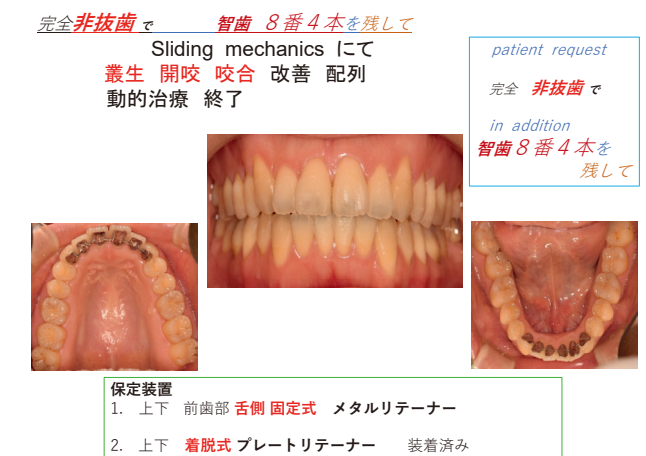 完全非抜歯 で 智歯 8番4本を残して
Sliding mechanics にて
叢生 開咬 咬合 改善 配列
動的治療 終了
patient request
完全 非抜歯 で
in addition
智歯 8番4本を
残して
保定装置
1. 上下 前歯部 舌側 固定式 メタルリテーナー
2. 上下 着脱式 プレートリテーナー 装着済み